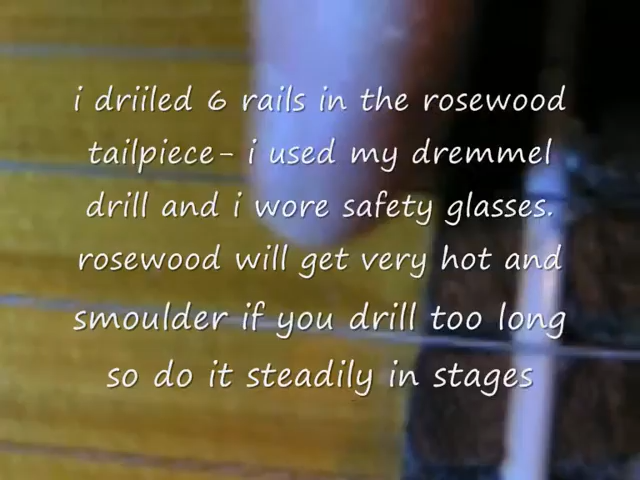 i driiled 6 rails in the rosewood
tailpiece- i used my dremmel
drill and i wore safety glasses.
rosewood will get very hot and
smoulder if you drill too long
so do it steadily in stages